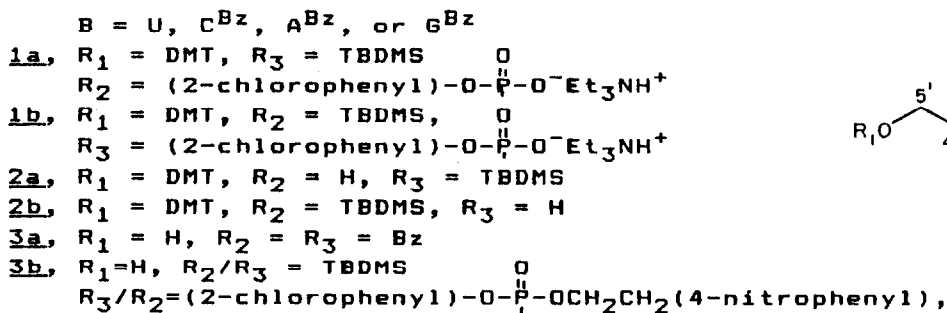 B = U, C^Bz, A^Bz, or G^Bz
1a, R1 = DMT, R3 = TBDMS O
R2 = (2-chlorophenyl)-O-P-O⁻Et3NH⁺
1b, R1 = DMT, R2 = TBDMS, O
R3 = (2-chlorophenyl)-O-P-O⁻Et3NH⁺
2a, R1 = DMT, R2 = H, R3 = TBDMS
2b, R1 = DMT, R2 = TBDMS, R3 = H
3a, R1 = H, R2 = R3 = Bz
3b, R1=H, R2/R3 = TBDMS O
R3/R2=(2-chlorophenyl)-O-P-OCH2CH2(4-nitrophenyl),
5'
R1O